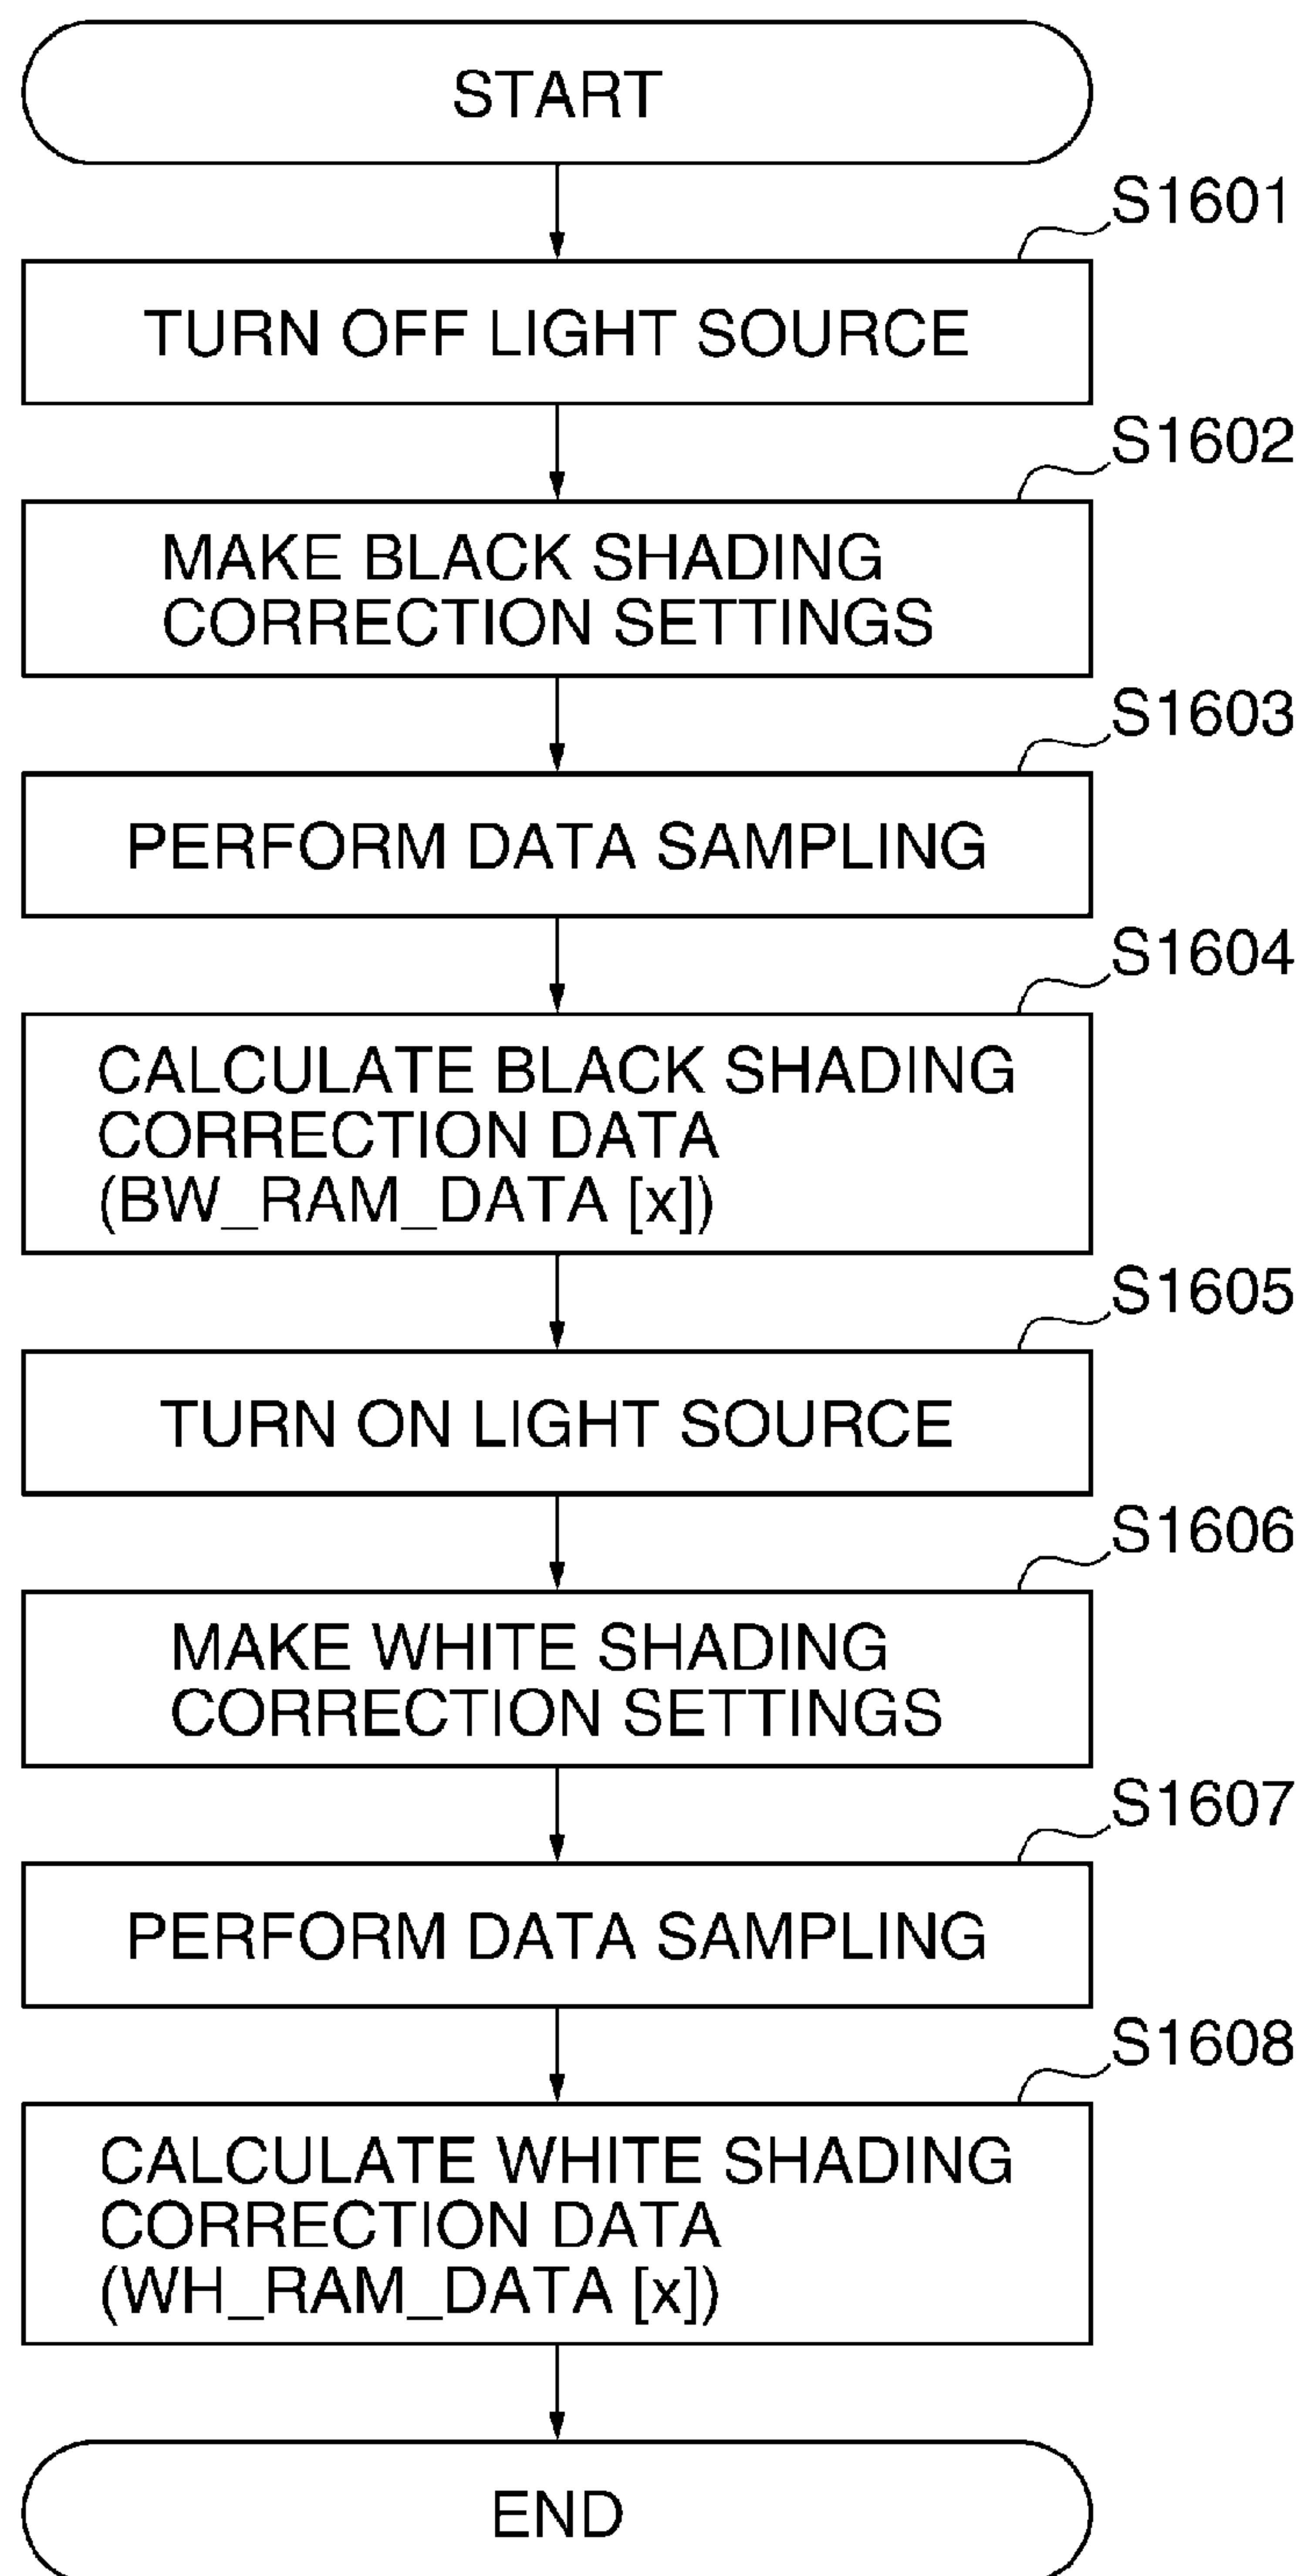 START
S1601
TURN OFF LIGHT SOURCE
S1602
MAKE BLACK SHADING
CORRECTION SETTINGS
S1603
PERFORM DATA SAMPLING
S1604
CALCULATE BLACK SHADING
CORRECTION DATA
(BW_RAM_DATA [x])
S1605
TURN ON LIGHT SOURCE
S1606
MAKE WHITE SHADING
CORRECTION SETTINGS
S1607
PERFORM DATA SAMPLING
S1608
CALCULATE WHITE SHADING
CORRECTION DATA
(WH_RAM_DATA [x])
END